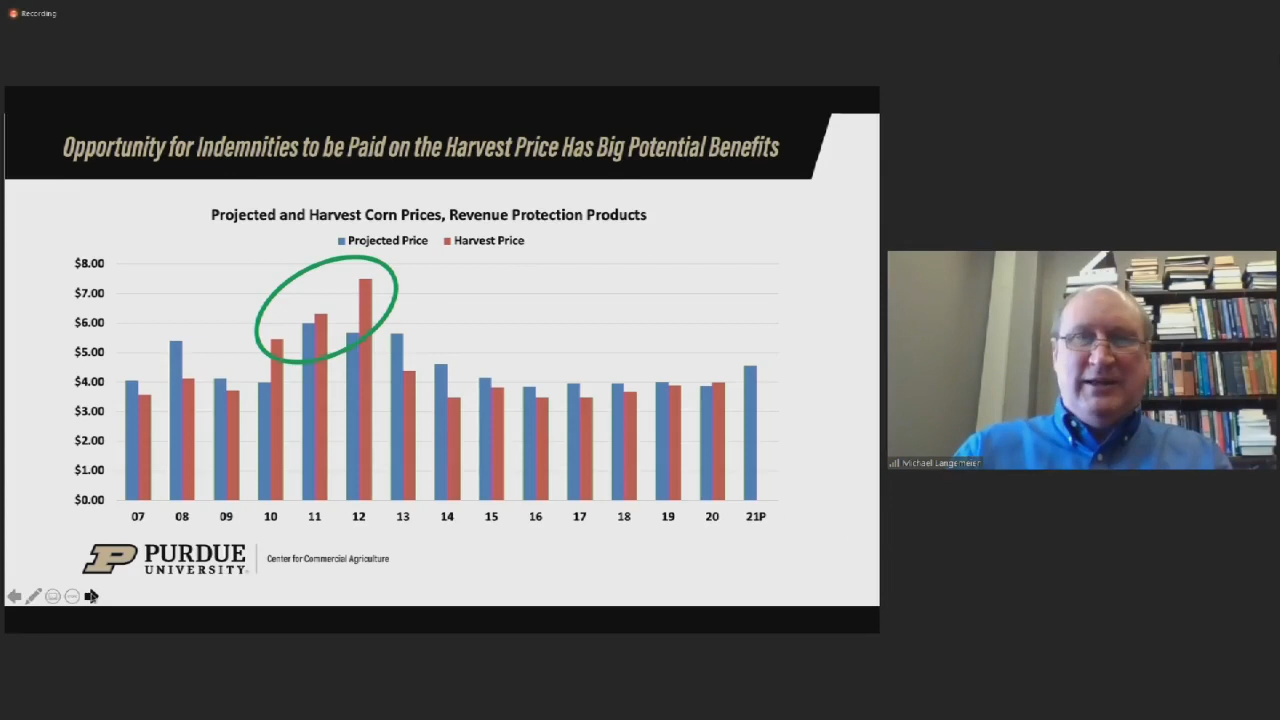 Recording
Opportunity for Indemnities to be Paid on the Harvest Price Has Big Potential Benefits
Projected and Harvest Corn Prices, Revenue Protection Products
Projected Price Harvest Price
$8.00
$7.00
$6.00
$5.00
$4.00
$3.00
$2.00
$1.00
$0.00
07 08 09 10 11 12 13 14 15 16 17 18 19 20 21P
PURDUE
UNIVERSITY
Center for Commercial Agriculture
Michael Langemeier